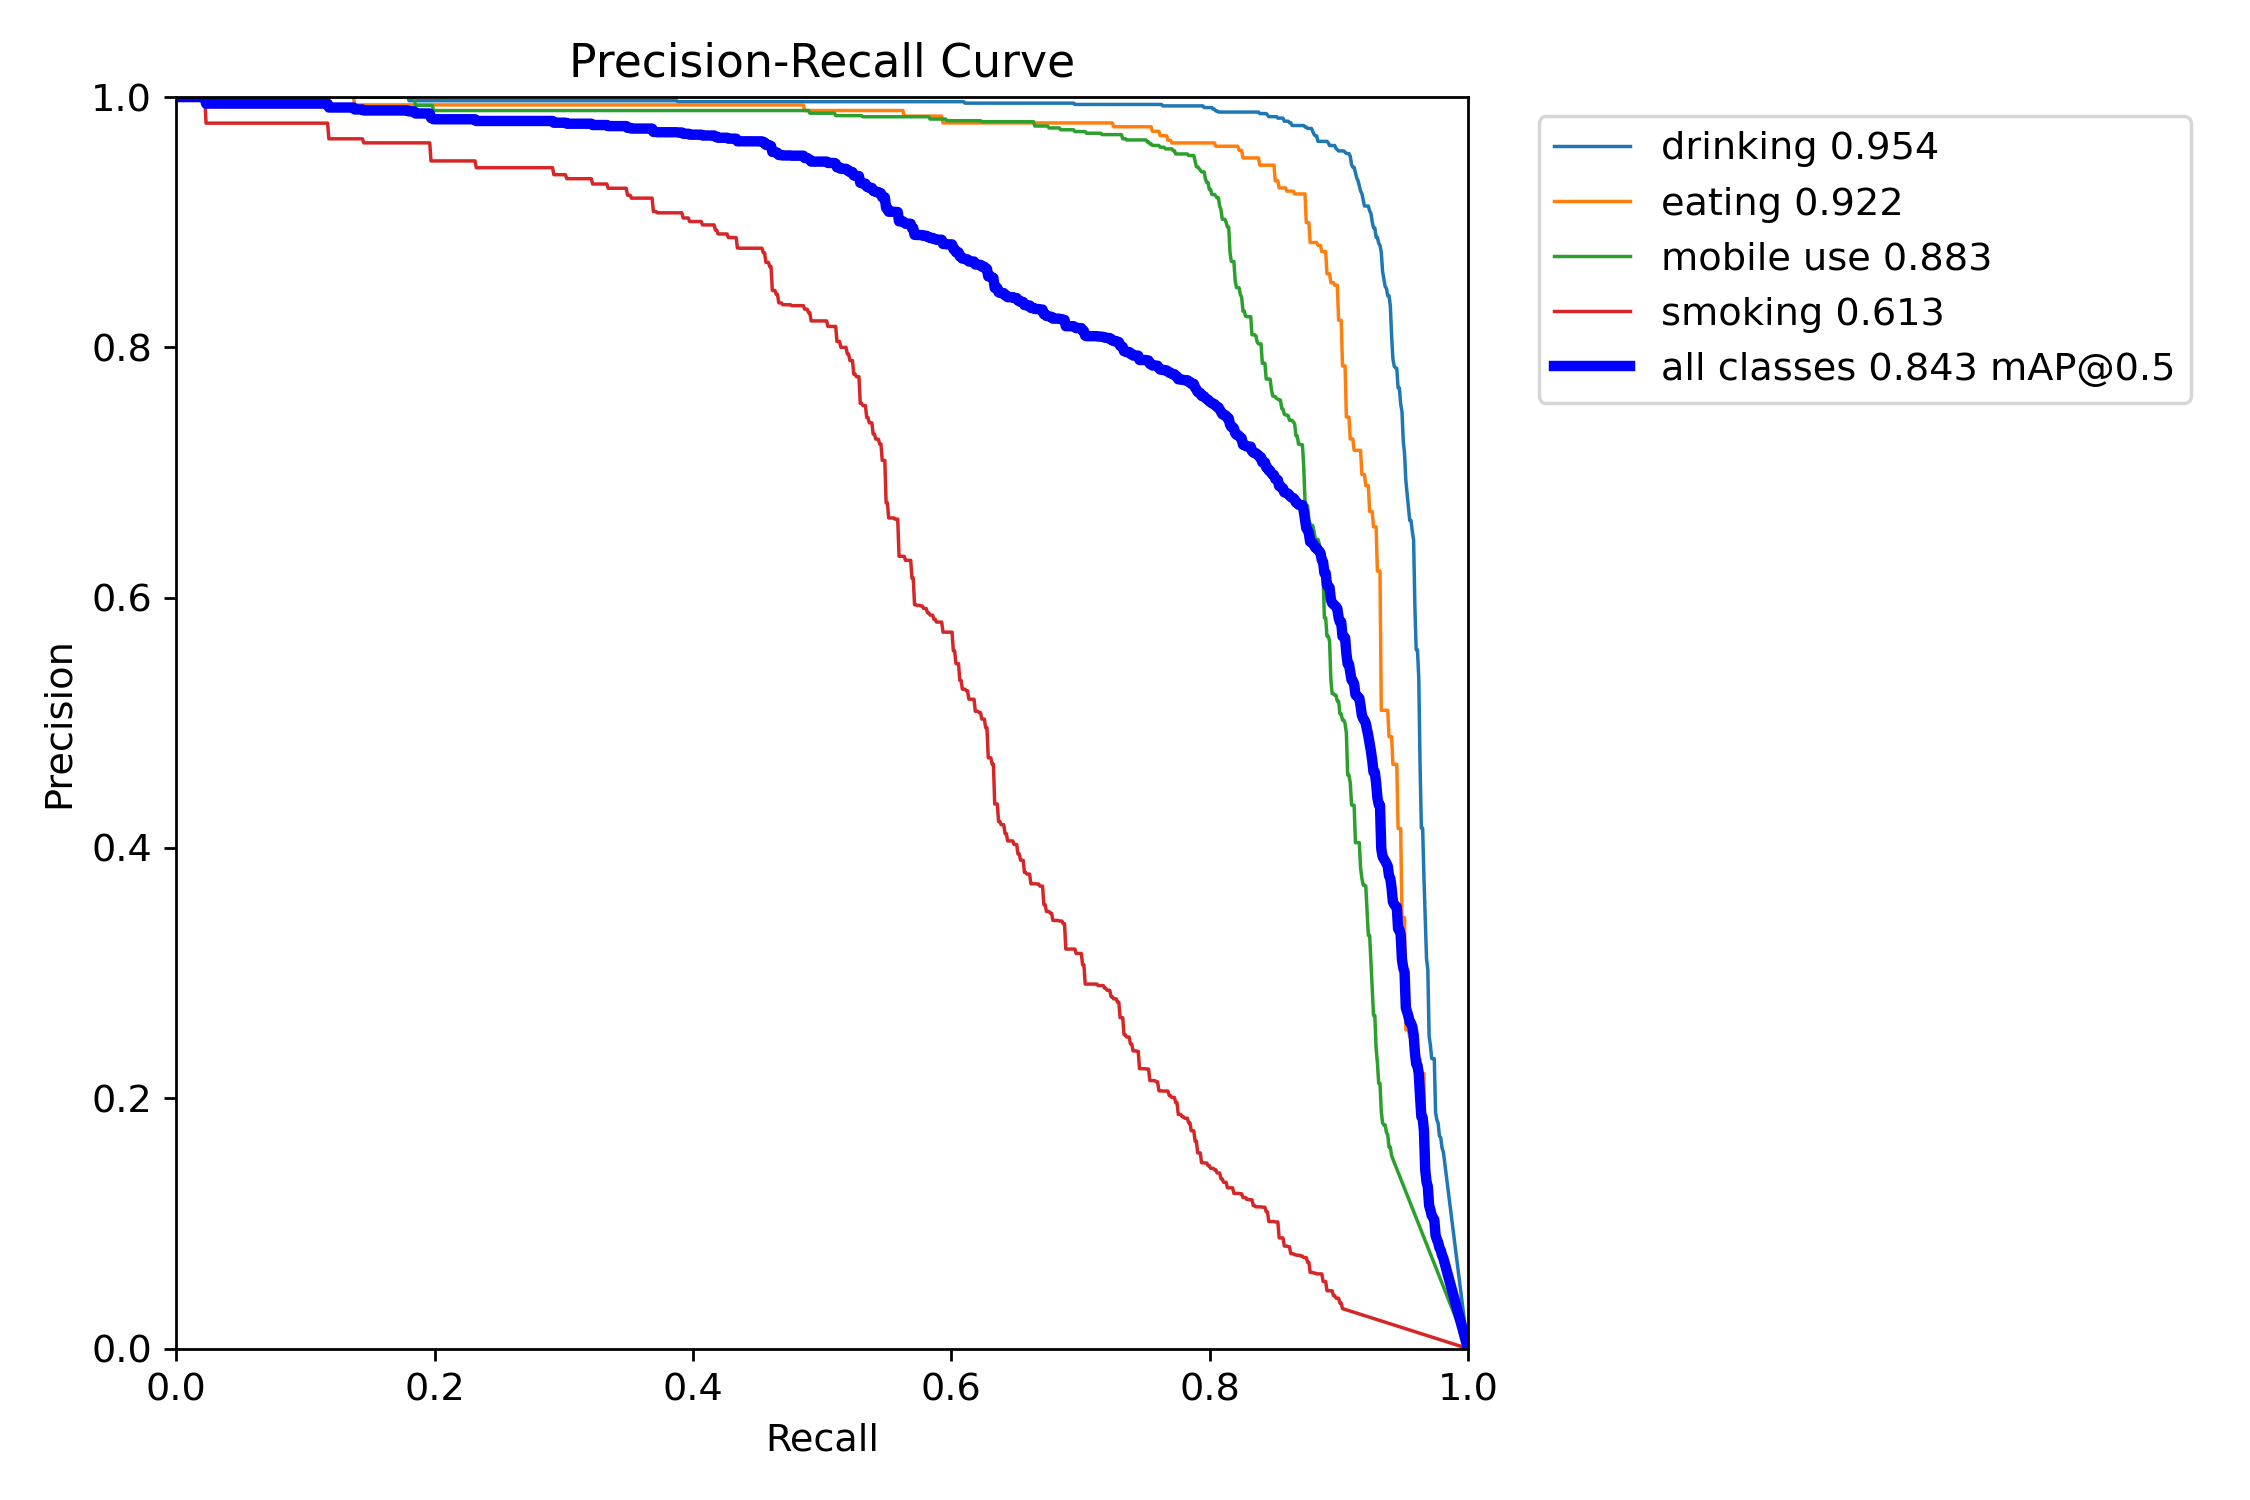 Precision-Recall Curve
1.0
0.8
0.6
0.4
0.2
0.0
Precision
0.0 0.2 0.4 0.6 0.8 1.0
Recall
drinking 0.954
eating 0.922
mobile use 0.883
smoking 0.613
all classes 0.843 mAP@0.5